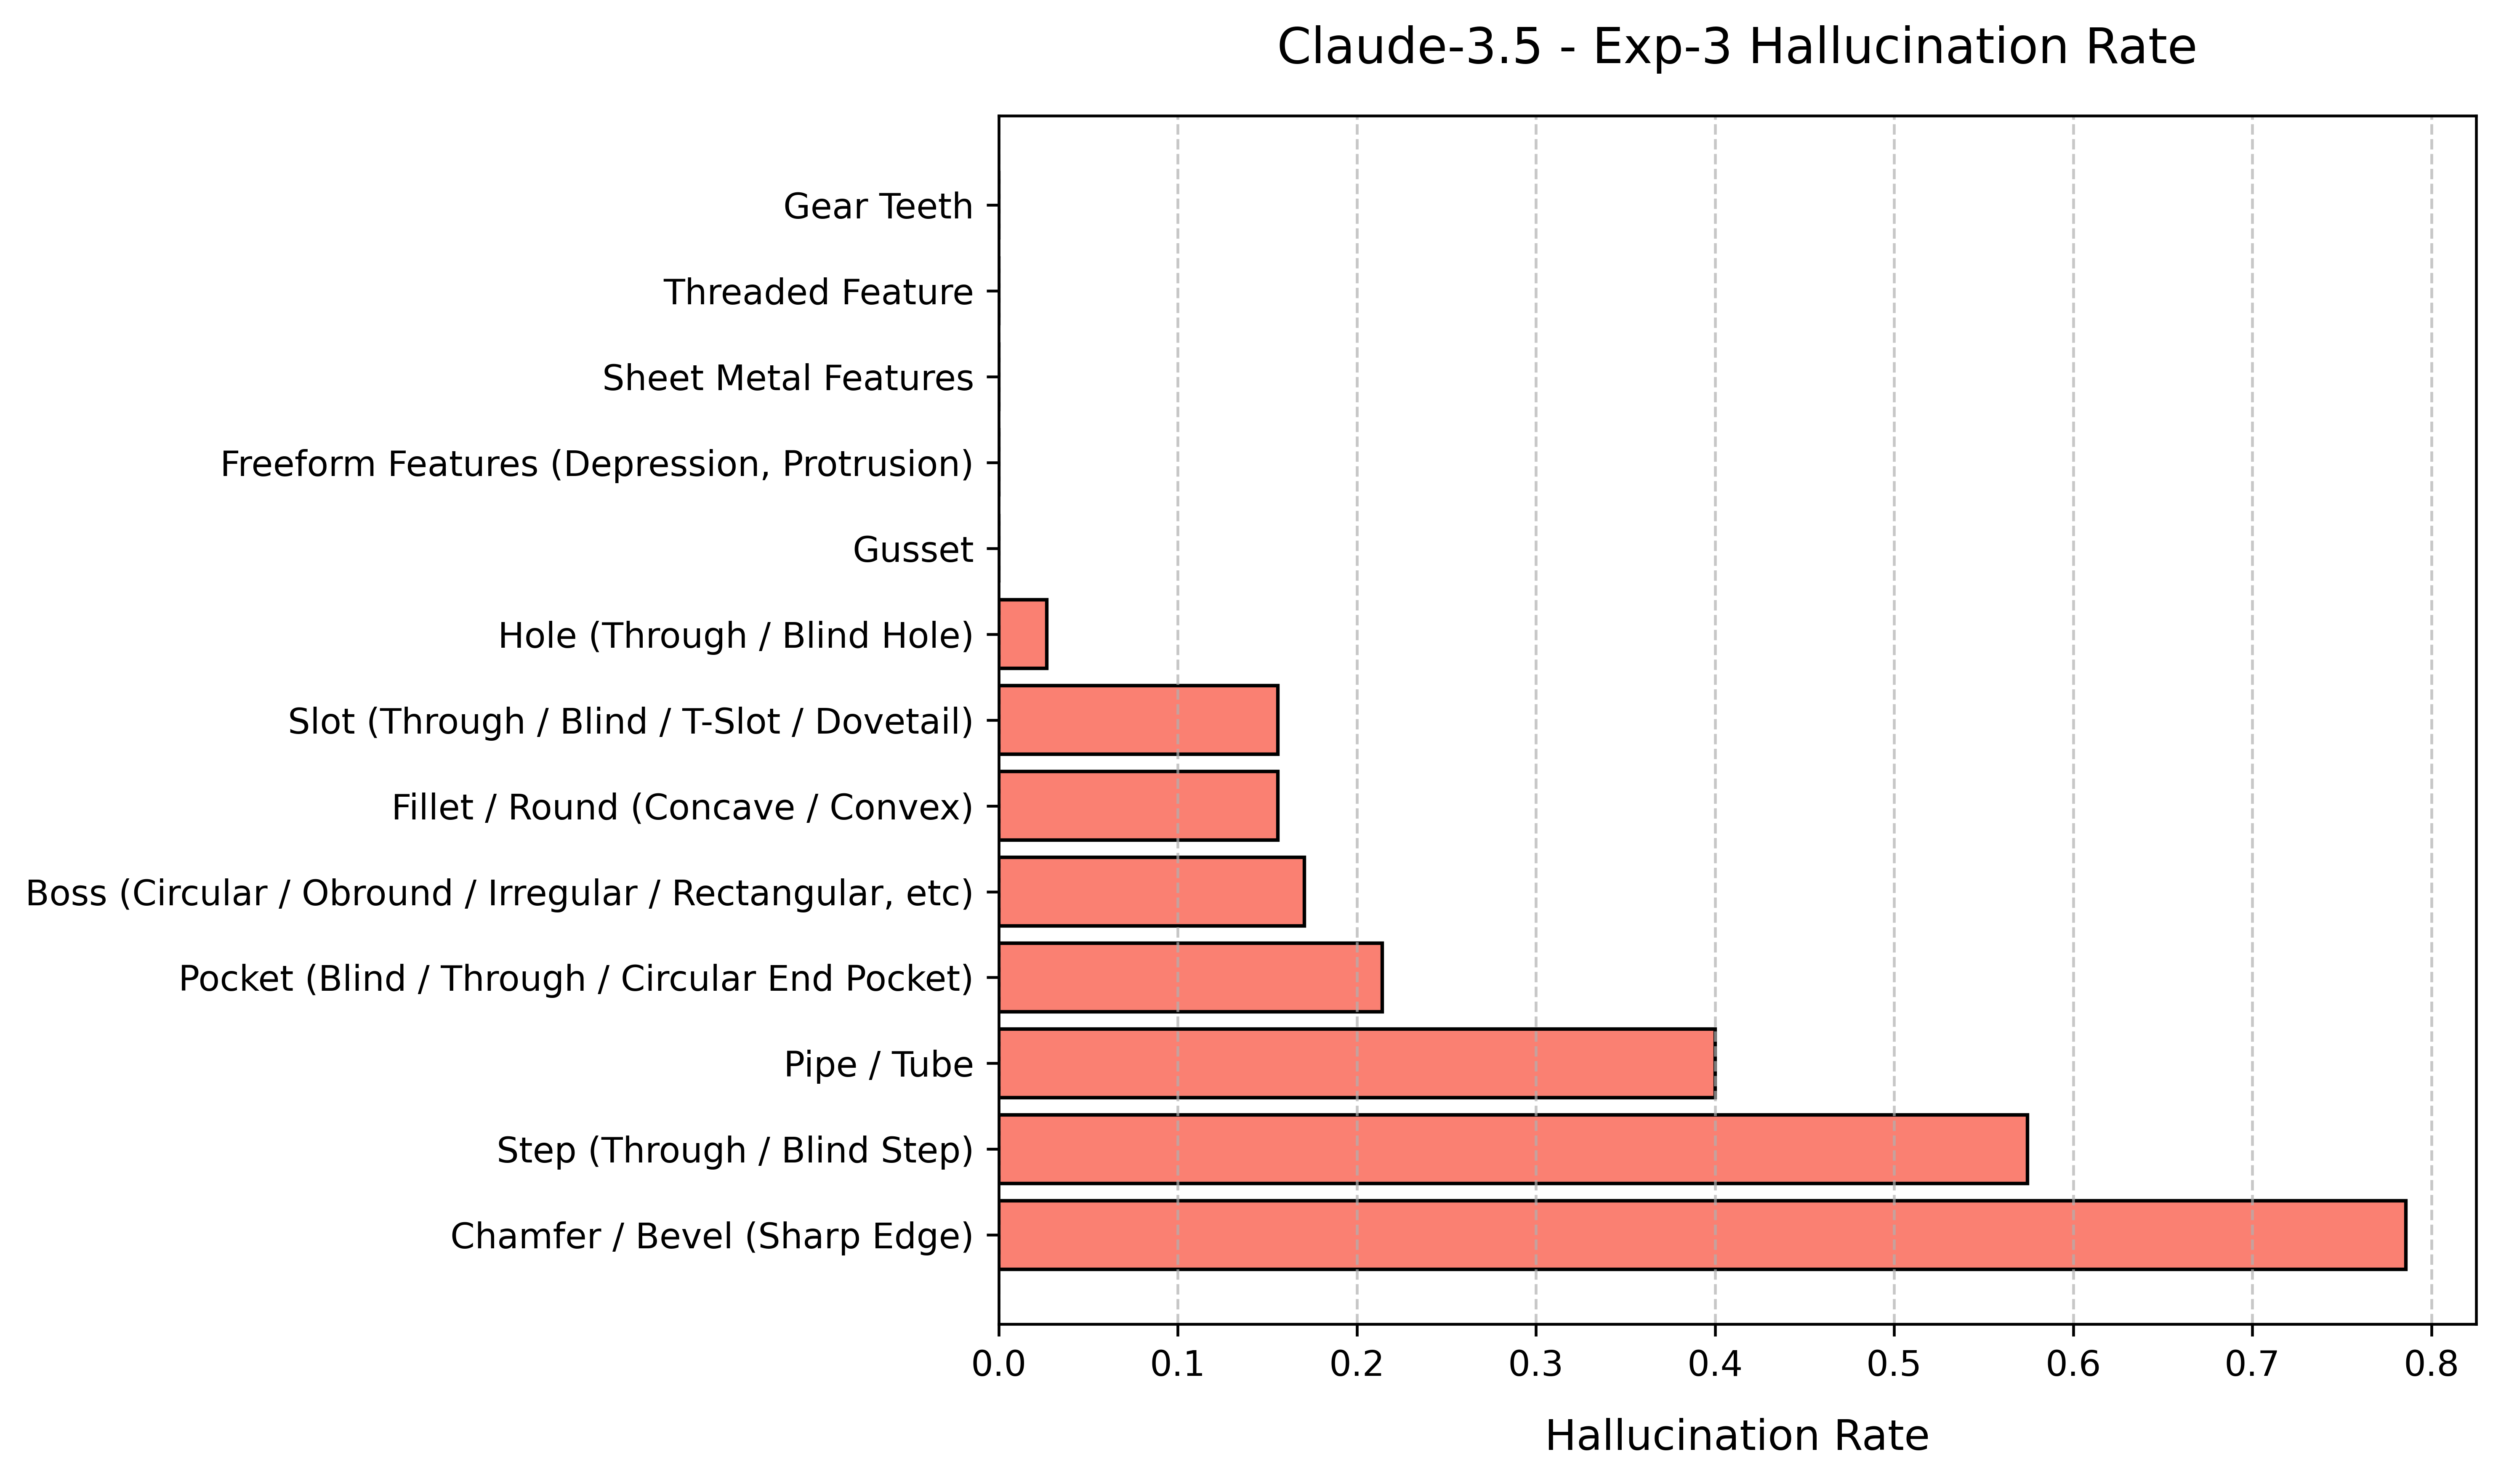 Claude-3.5 - Exp-3 Hallucination Rate
Gear Teeth
Threaded Feature
Sheet Metal Features
Freeform Features (Depression, Protrusion)
Gusset
Hole (Through / Blind Hole)
Slot (Through / Blind / T-Slot / Dovetail)
Fillet / Round (Concave / Convex)
Boss (Circular / Obround / Irregular / Rectangular, etc)
Pocket (Blind / Through / Circular End Pocket)
Pipe / Tube
Step (Through / Blind Step)
Chamfer / Bevel (Sharp Edge)
0.0 0.1 0.2 0.3 0.4 0.5 0.6 0.7 0.8
Hallucination Rate